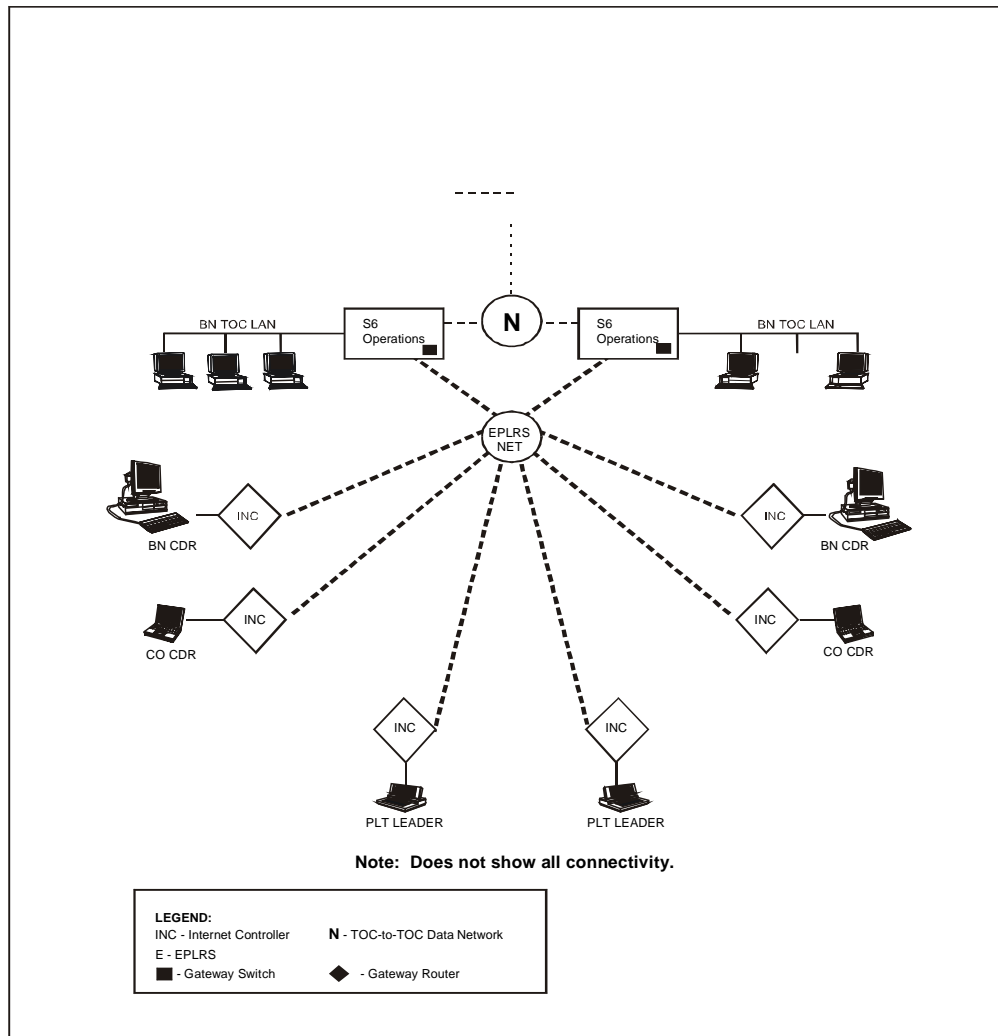 N
S6
Operations
S6
Operations
BN TOC LAN
BN TOC LAN
EPLRS
NET
INC
INC
BN CDR
BN CDR
INC
INC
CO CDR
CO CDR
INC
INC
PLT LEADER
PLT LEADER
Note: Does not show all connectivity.
LEGEND:
INC - Internet Controller
N - TOC-to-TOC Data Network
E - EPLRS
- Gateway Switch
- Gateway Router